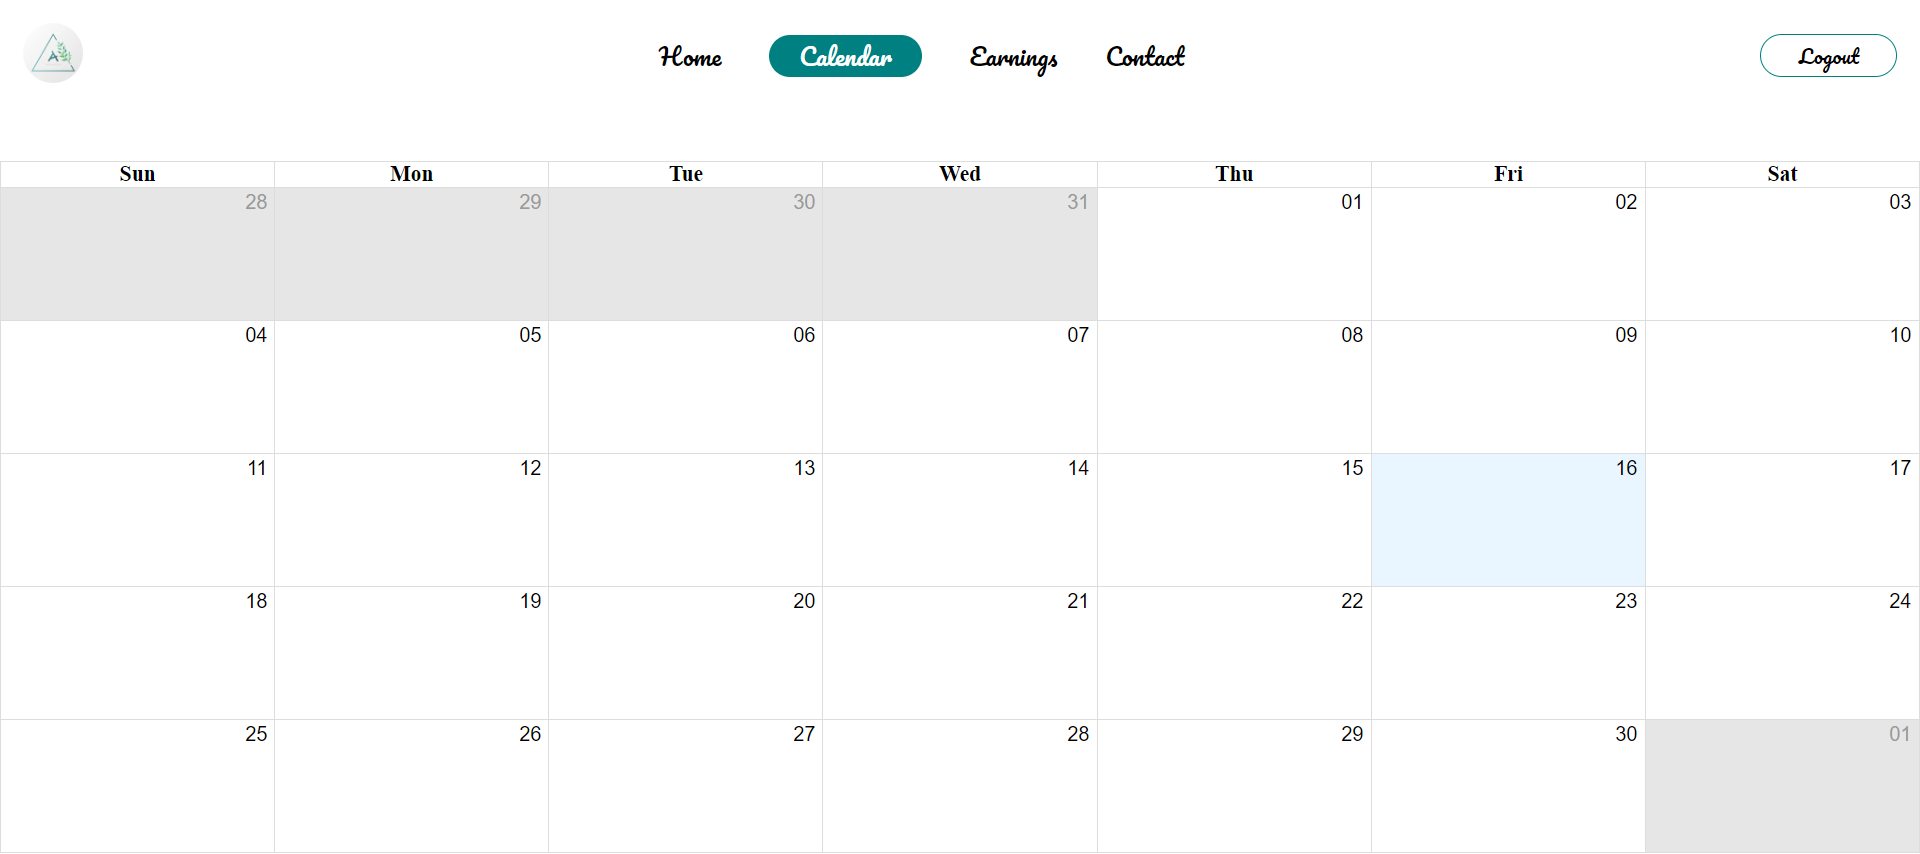 A
Home Calendar Earnings Contact Logout
Sun Mon Tue Wed Thu Fri Sat
28 29 30 31 01 02 03
04 05 06 07 08 09 10
11 12 13 14 15 16 17
18 19 20 21 22 23 24
25 26 27 28 29 30 01